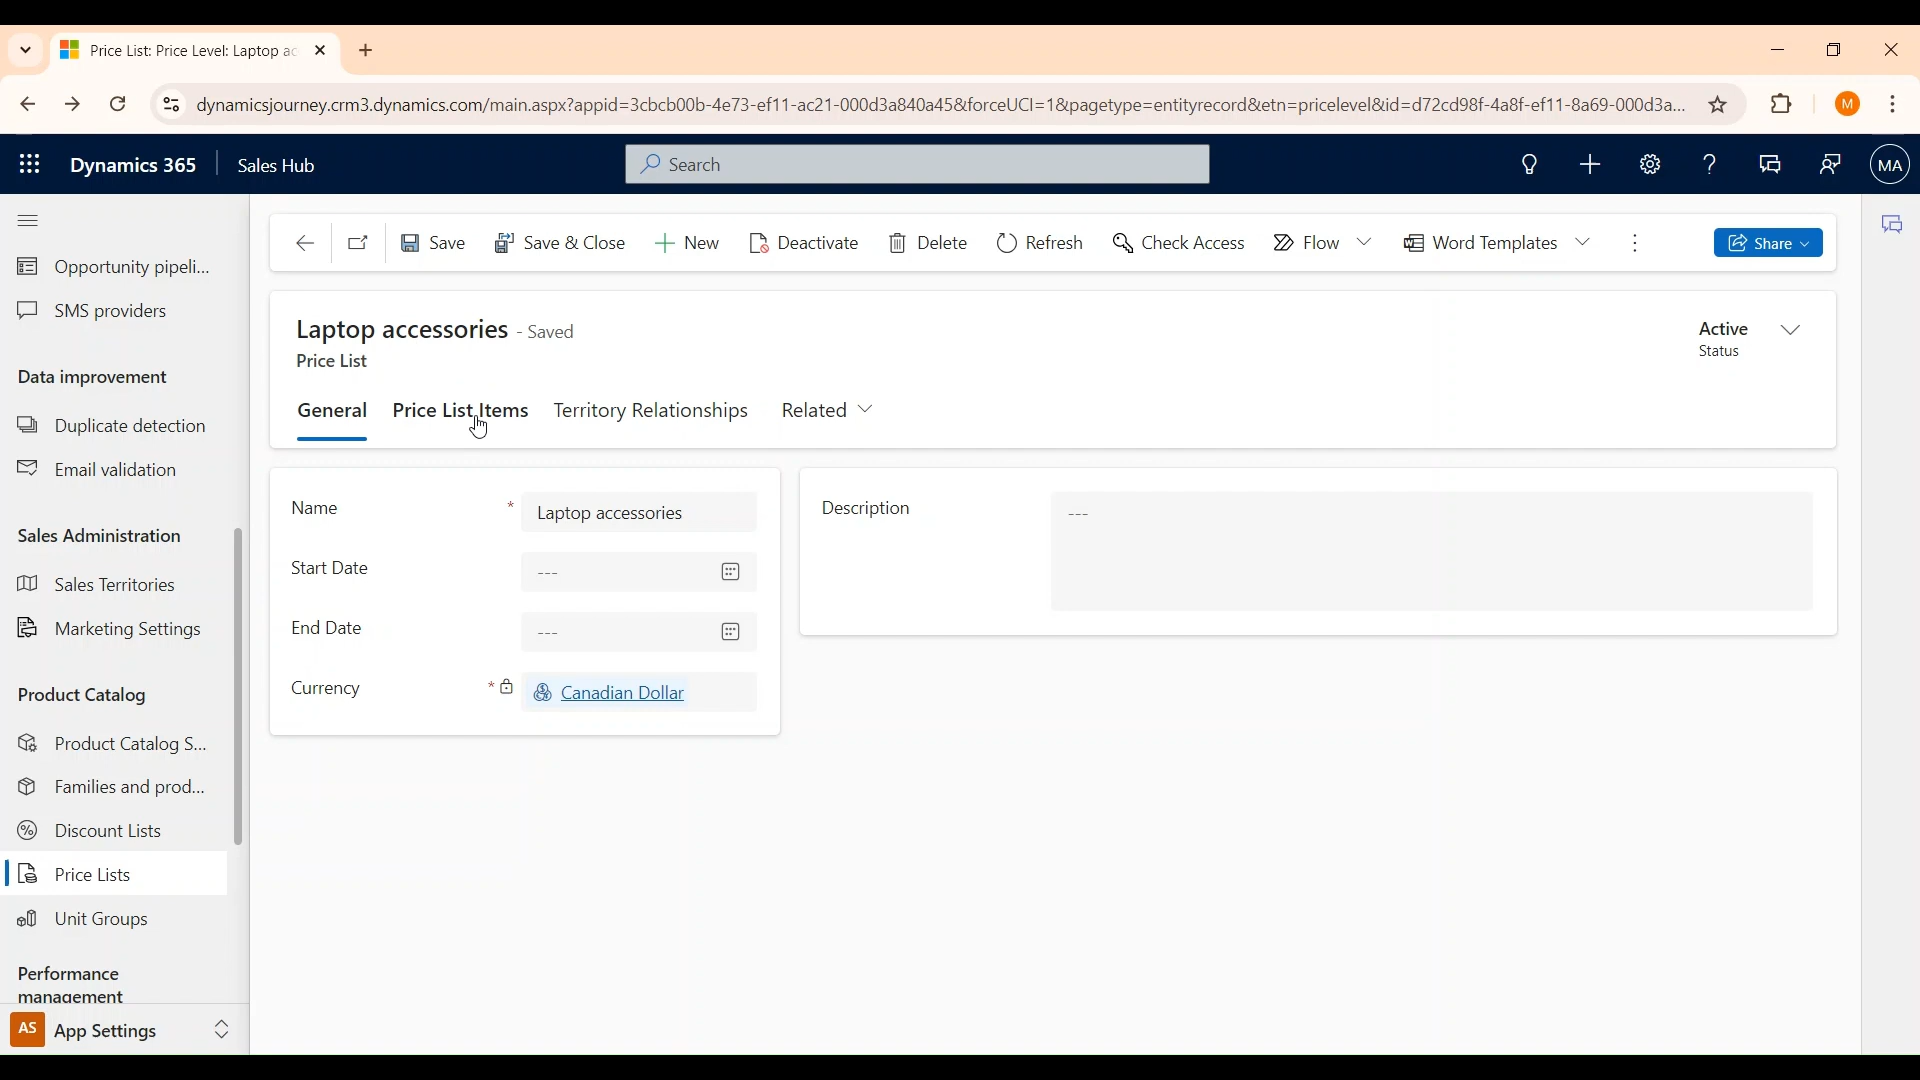 Price List: Price Level: Laptop ac
dynamicsjourney.crm3.dynamics.com/main.aspx?appid=3cbcb00b-4e73-ef11-ac21-000d3a840a45&forceUCI=1&pagetype=entityrecord&etn=pricelevel&id=d72cd98f-4a8f-ef11-8a69-000d3a... M
Dynamics 365 Sales Hub Search MA
Save Save & Close New Deactivate Delete Refresh Check Access Flow Word Templates Share
Opportunity pipeli...
SMS providers
Data improvement
Duplicate detection
Email validation
Sales Administration
Sales Territories
Marketing Settings
Product Catalog
Product Catalog S...
Families and prod...
Discount Lists
Price Lists
Unit Groups
Performance
management
AS App Settings
Laptop accessories - Saved
Price List
Active
Status
General Price List Items Territory Relationships Related
Name * Laptop accessories
Start Date ---
End Date ---
Currency * Canadian Dollar
Description ---